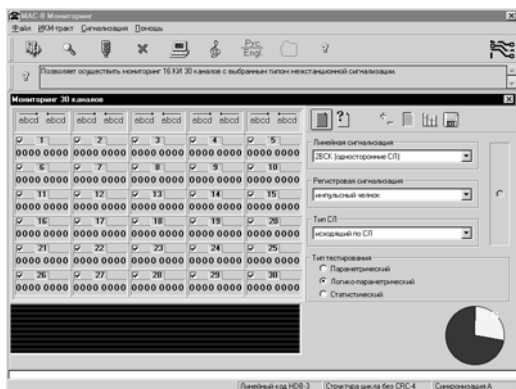 МАС-8 Мониторинг
Файл ИКМ-тракт Сигнализация Помощь
Рус
Engl
?
? Позволяет осуществить мониторинг 16 КИ 30 каналов с выбранным типом межстанционной сигнализации.
Мониторинг 30 каналов
abcd abcd abcd abcd abcd abcd abcd abcd abcd abcd
1 2 3 4 5
0000 0000 0000 0000 0000 0000 0000 0000 0000 0000
6 7 8 9 10
0000 0000 0000 0000 0000 0000 0000 0000 0000 0000
11 12 13 14 15
0000 0000 0000 0000 0000 0000 0000 0000 0000 0000
16 17 18 19 20
0000 0000 0000 0000 0000 0000 0000 0000 0000 0000
21 22 23 24 25
0000 0000 0000 0000 0000 0000 0000 0000 0000 0000
26 27 28 29 30
0000 0000 0000 0000 0000 0000 0000 0000 0000 0000
?
Линейная сигнализация
2ВСК (односторонние СЛ)
Регистровая сигнализация
импульсный челнок
Тип СЛ
исходящий по СЛ
Тип тестирования
Параметрический
Логико-параметрический
Статистический
Линейный код HDB-3 Структура цикла без CRC-4 Синхронизация А